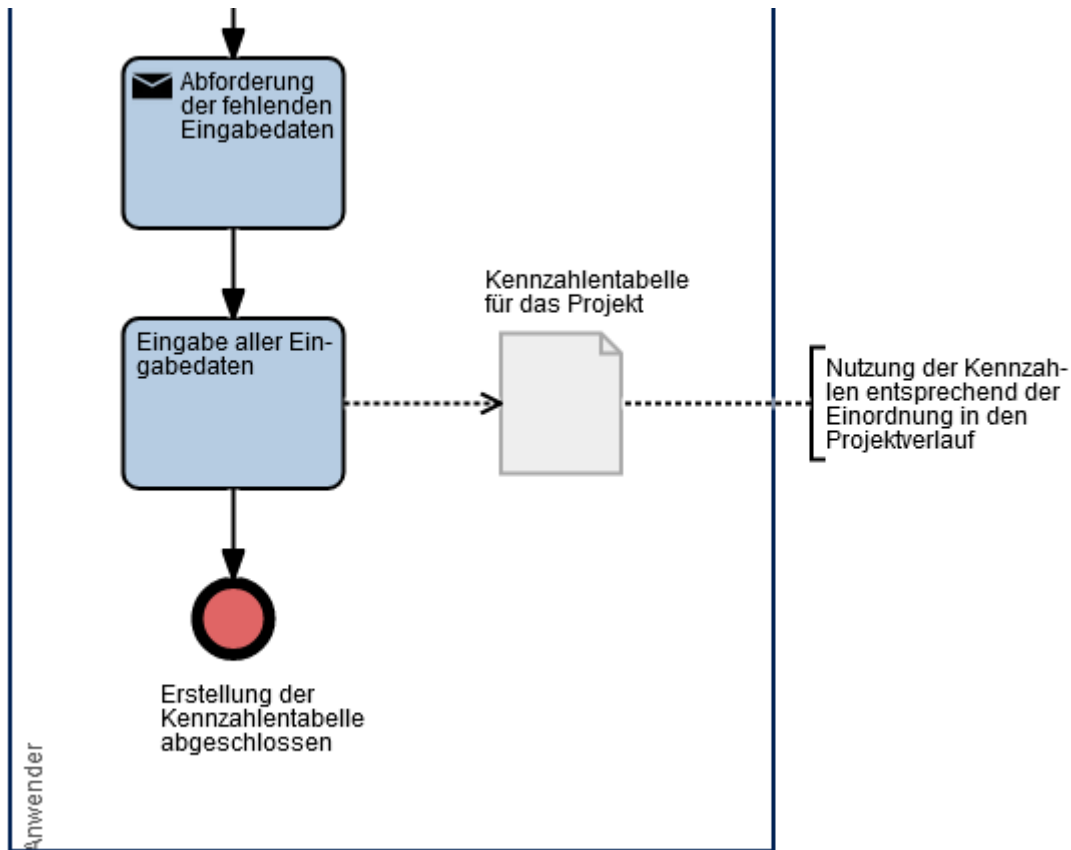 Abforderung
der fehlenden
Eingabedaten
Kennzahlentabelle
für das Projekt
Eingabe aller Ein-
gabedaten
Nutzung der Kennzah-
len entsprechend der
Einordnung in den
Projektverlauf
Erstellung der
Kennzahlentabelle
abgeschlossen
Anwender